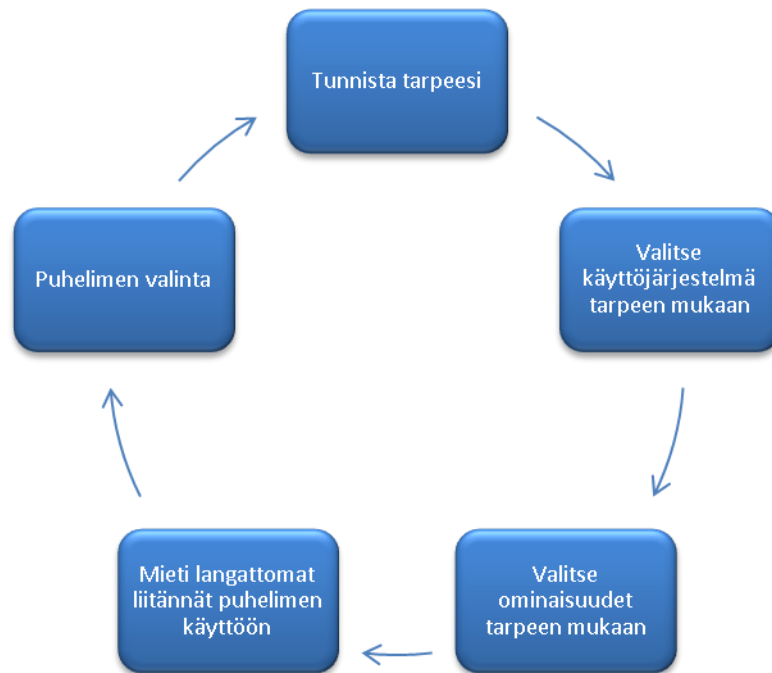 Tunnista tarpeesi
Valitse
käyttöjärjestelmä
tarpeen mukaan
Valitse
ominaisuudet
tarpeen mukaan
Mieti langattomat
liitännät puhelimen
käyttöön
Puhelimen valinta